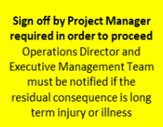 Sign off by Project Manager
required in order to proceed
Operations Director and
Executive Management Team
must be notified if the
residual consequence is long
term injury or illness